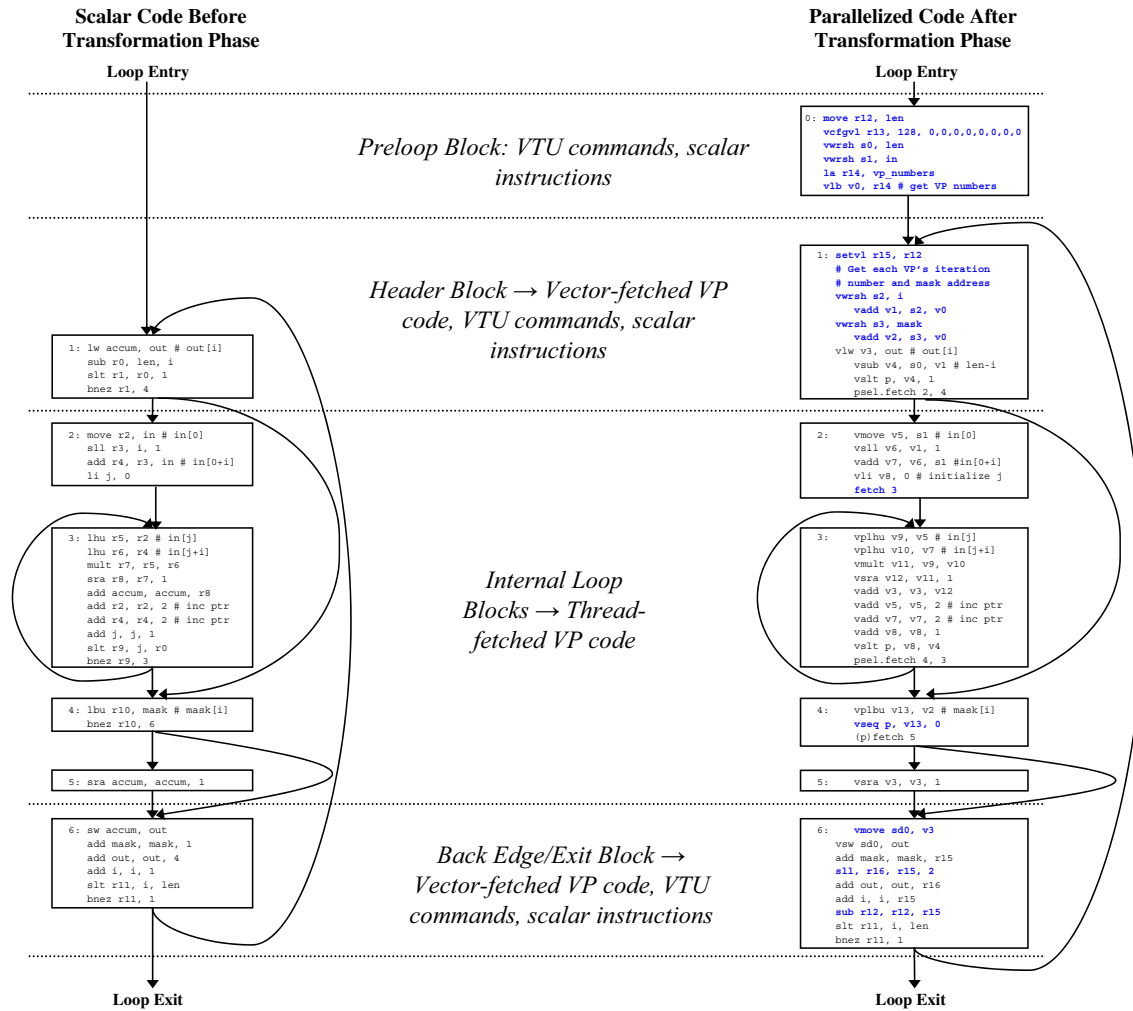 Scalar Code Before
Transformation Phase
Loop Entry
1: lw accum, out # out[i]
sub r0, len, i
slt r1, r0, 1
bnez r1, 4
2: move r2, in # in[0]
sll r3, i, 1
add r4, r3, in # in[0+i]
li j, 0
3: lhu r5, r2 # in[j]
lhu r6, r4 # in[j+i]
mult r7, r5, r6
sra r8, r7, 1
add accum, accum, r8
add r2, r2, 2 # inc ptr
add r4, r4, 2 # inc ptr
add j, j, 1
slt r9, j, r0
bnez r9, 3
4: lbu r10, mask # mask[i]
bnez r10, 6
5: sra accum, accum, 1
6: sw accum, out
add mask, mask, 1
add out, out, 4
add i, i, 1
slt r11, i, len
bnez r11, 1
Loop Exit
Preloop Block: VTU commands, scalar
instructions
Header Block → Vector-fetched VP
code, VTU commands, scalar
instructions
Internal Loop
Blocks → Thread-
fetched VP code
Back Edge/Exit Block →
Vector-fetched VP code, VTU
commands, scalar instructions
Parallelized Code After
Transformation Phase
Loop Entry
0: move r12, len
vcfgvl r13, 128, 0,0,0,0,0,0,0,0
vwrsh s0, len
vwrsh s1, in
la r14, vp_numbers
vlb v0, r14 # get VP numbers
1: setvl r15, r12
# Get each VP's iteration
# number and mask address
vwrsh s2, i
vadd v1, s2, v0
vwrsh s3, mask
vadd v2, s3, v0
vlw v3, out # out[i]
vsub v4, s0, v1 # len-i
vslt p, v4, 1
psel.fetch 2, 4
2: vmove v5, s1 # in[0]
vsll v6, v1, 1
vadd v7, v6, s1 #in[0+i]
vli v8, 0 # initialize j
fetch 3
3: vplhu v9, v5 # in[j]
vplhu v10, v7 # in[j+i]
vmult v11, v9, v10
vsra v12, v11, 1
vadd v3, v3, v12
vadd v5, v5, 2 # inc ptr
vadd v7, v7, 2 # inc ptr
vadd v8, v8, 1
vslt p, v8, v4
psel.fetch 4, 3
4: vplbu v13, v2 # mask[i]
vseq p, v13, 0
(p)fetch 5
5: vsra v3, v3, 1
6: vmove sd0, v3
vsw sd0, out
add mask, mask, r15
sll, r16, r15, 2
add out, out, r16
add i, i, r15
sub r12, r12, r15
slt r11, i, len
bnez r11, 1
Loop Exit